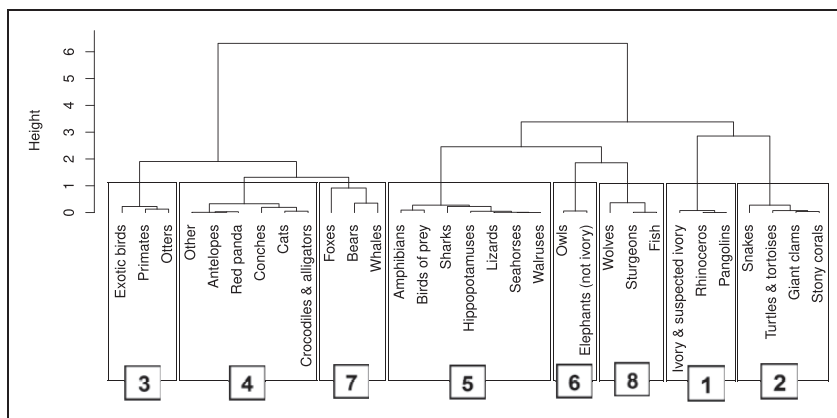 Height
6
5
4
3
2
1
0
Exotic birds
Primates
Otters
Other
Antelopes
Red panda
Conches
Cats
Crocodiles & alligators
Foxes
Bears
Whales
Amphibians
Birds of prey
Sharks
Hippopotamuses
Lizards
Seahorses
Walruses
Owls
Elephants (not ivory)
Wolves
Sturgeons
Fish
Ivory & suspected ivory
Rhinoceros
Pangolins
Snakes
Turtles & tortoises
Giant clams
Stony corals
3
4
7
5
6
8
1
2